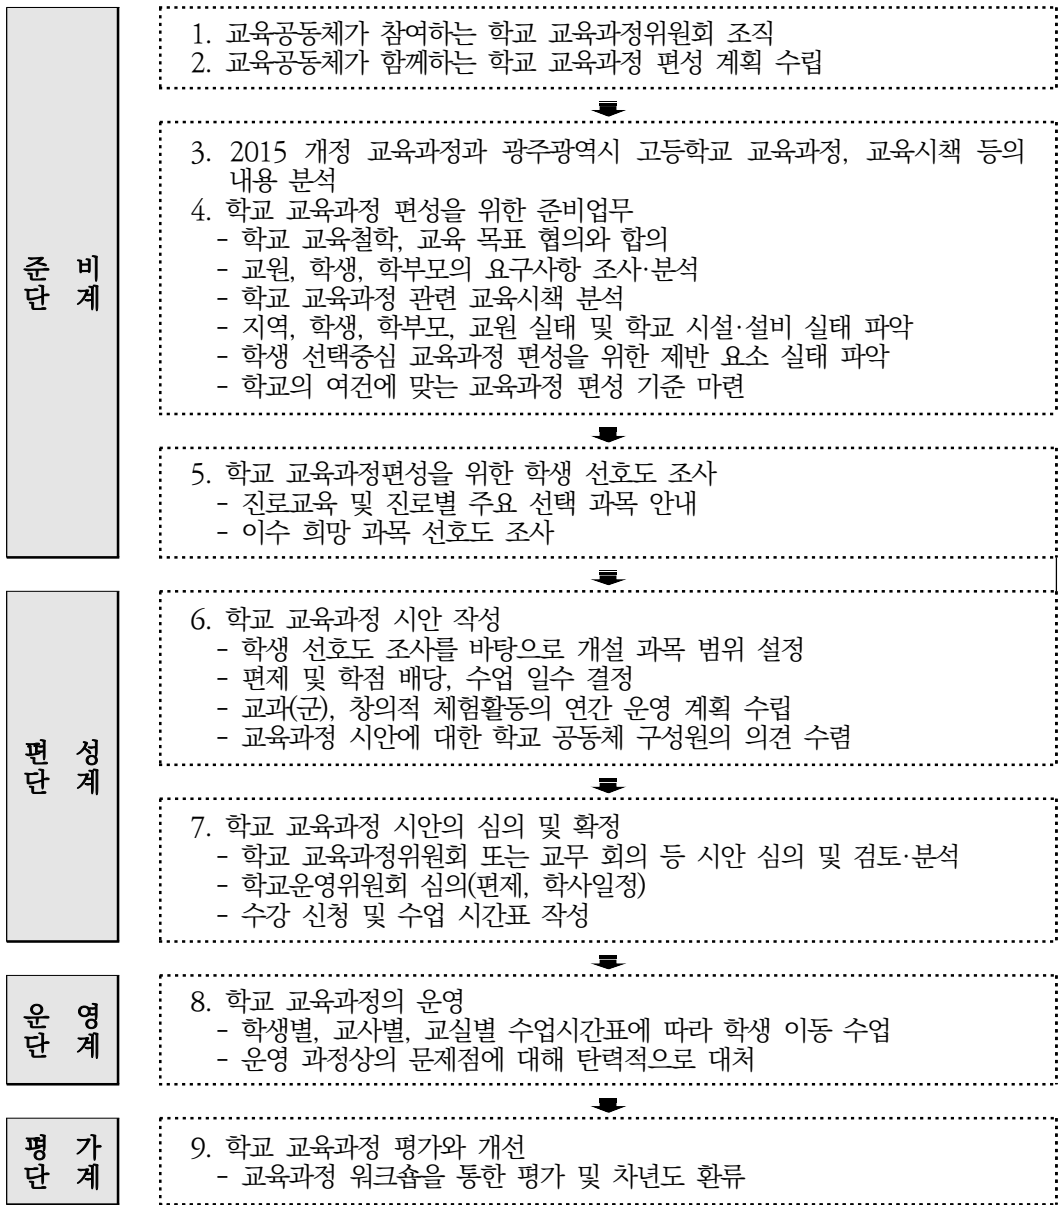 준 비
단 계
1. 교육공동체가 참여하는 학교 교육과정위원회 조직
2. 교육공동체가 함께하는 학교 교육과정 편성 계획 수립
3. 2015 개정 교육과정과 광주광역시 고등학교 교육과정, 교육시책 등의
내용 분석
4. 학교 교육과정 편성을 위한 준비업무
- 학교 교육철학, 교육 목표 협의와 합의
- 교원, 학생, 학부모의 요구사항 조사·분석
- 학교 교육과정 관련 교육시책 분석
- 지역, 학생, 학부모, 교원 실태 및 학교 시설·설비 실태 파악
- 학생 선택중심 교육과정 편성을 위한 제반 요소 실태 파악
- 학교의 여건에 맞는 교육과정 편성 기준 마련
5. 학교 교육과정편성을 위한 학생 선호도 조사
- 진로교육 및 진로별 주요 선택 과목 안내
- 이수 희망 과목 선호도 조사
편 성
단 계
6. 학교 교육과정 시안 작성
- 학생 선호도 조사를 바탕으로 개설 과목 범위 설정
- 편제 및 학점 배당, 수업 일수 결정
- 교과(군), 창의적 체험활동의 연간 운영 계획 수립
- 교육과정 시안에 대한 학교 공동체 구성원의 의견 수렴
7. 학교 교육과정 시안의 심의 및 확정
- 학교 교육과정위원회 또는 교무 회의 등 시안 심의 및 검토·분석
- 학교운영위원회 심의(편제, 학사일정)
- 수강 신청 및 수업 시간표 작성
운 영
단 계
8. 학교 교육과정의 운영
- 학생별, 교사별, 교실별 수업시간표에 따라 학생 이동 수업
- 운영 과정상의 문제점에 대해 탄력적으로 대처
평 가
단 계
9. 학교 교육과정 평가와 개선
- 교육과정 워크숍을 통한 평가 및 차년도 환류